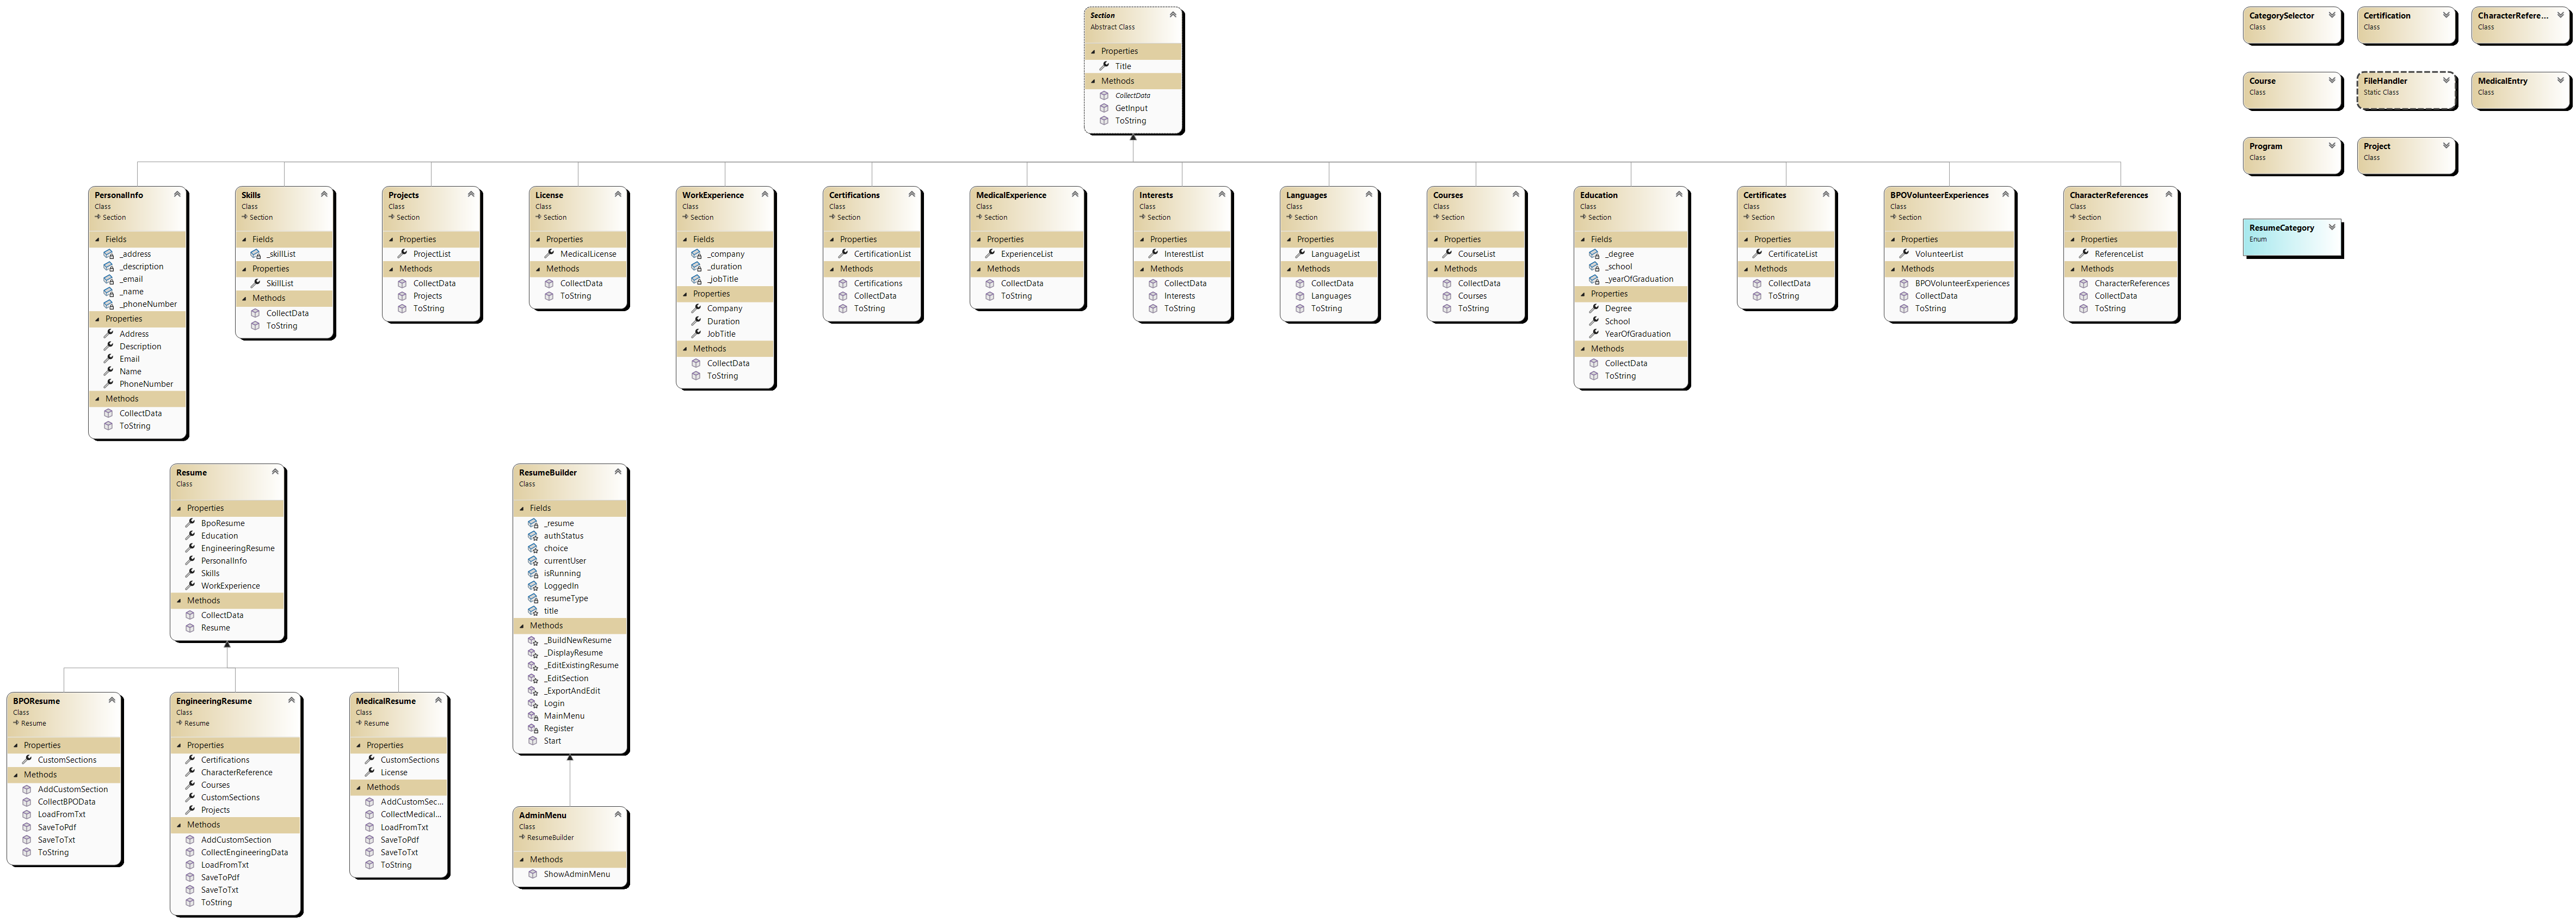 Section
Abstract Class
Properties
Title
Methods
CollectData
GetInput
ToString
CategorySelector
Class
Certification
Class
CharacterRefere...
Class
Course
Class
FileHandler
Static Class
MedicalEntry
Class
Program
Class
Project
Class
ResumeCategory
Enum
PersonalInfo
Class
Section
Fields
_address
_description
_email
_name
_phoneNumber
Properties
Address
Description
Email
Name
PhoneNumber
Methods
CollectData
ToString
Skills
Class
Section
Fields
_skillList
Properties
SkillList
Methods
CollectData
ToString
Projects
Class
Section
Properties
ProjectList
Methods
CollectData
Projects
ToString
License
Class
Section
Properties
MedicalLicense
Methods
CollectData
ToString
WorkExperience
Class
Section
Fields
_company
_duration
_jobTitle
Properties
Company
Duration
JobTitle
Methods
CollectData
ToString
Certifications
Class
Section
Properties
CertificationList
Methods
Certifications
CollectData
ToString
MedicalExperience
Class
Section
Properties
ExperienceList
Methods
CollectData
ToString
Interests
Class
Section
Properties
InterestList
Methods
CollectData
Interests
ToString
Languages
Class
Section
Properties
LanguageList
Methods
CollectData
Languages
ToString
Courses
Class
Section
Properties
CourseList
Methods
CollectData
Courses
ToString
Education
Class
Section
Fields
_degree
_school
_yearOfGraduation
Properties
Degree
School
YearOfGraduation
Methods
CollectData
ToString
Certificates
Class
Section
Properties
CertificateList
Methods
CollectData
ToString
BPOVolunteerExperiences
Class
Section
Properties
VolunteerList
Methods
BPOVolunteerExperiences
CollectData
ToString
CharacterReferences
Class
Section
Properties
ReferenceList
Methods
CharacterReferences
CollectData
ToString
Resume
Class
Properties
BpoResume
Education
EngineeringResume
PersonalInfo
Skills
WorkExperience
Methods
CollectData
Resume
ResumeBuilder
Class
Fields
_resume
authStatus
choice
currentUser
isRunning
LoggedIn
resumeType
title
Methods
_BuildNewResume
_DisplayResume
_EditExistingResume
_EditSection
_ExportAndEdit
Login
MainMenu
Register
Start
BPOResume
Class
Resume
Properties
CustomSections
Methods
AddCustomSection
CollectBPOData
LoadFromTxt
SaveToPdf
SaveToTxt
ToString
EngineeringResume
Class
Resume
Properties
Certifications
CharacterReference
Courses
CustomSections
Projects
Methods
AddCustomSection
CollectEngineeringData
LoadFromTxt
SaveToPdf
SaveToTxt
ToString
MedicalResume
Class
Resume
Properties
CustomSections
License
Methods
AddCustomSec...
CollectMedical...
LoadFromTxt
SaveToPdf
SaveToTxt
ToString
AdminMenu
Class
ResumeBuilder
Methods
ShowAdminMenu